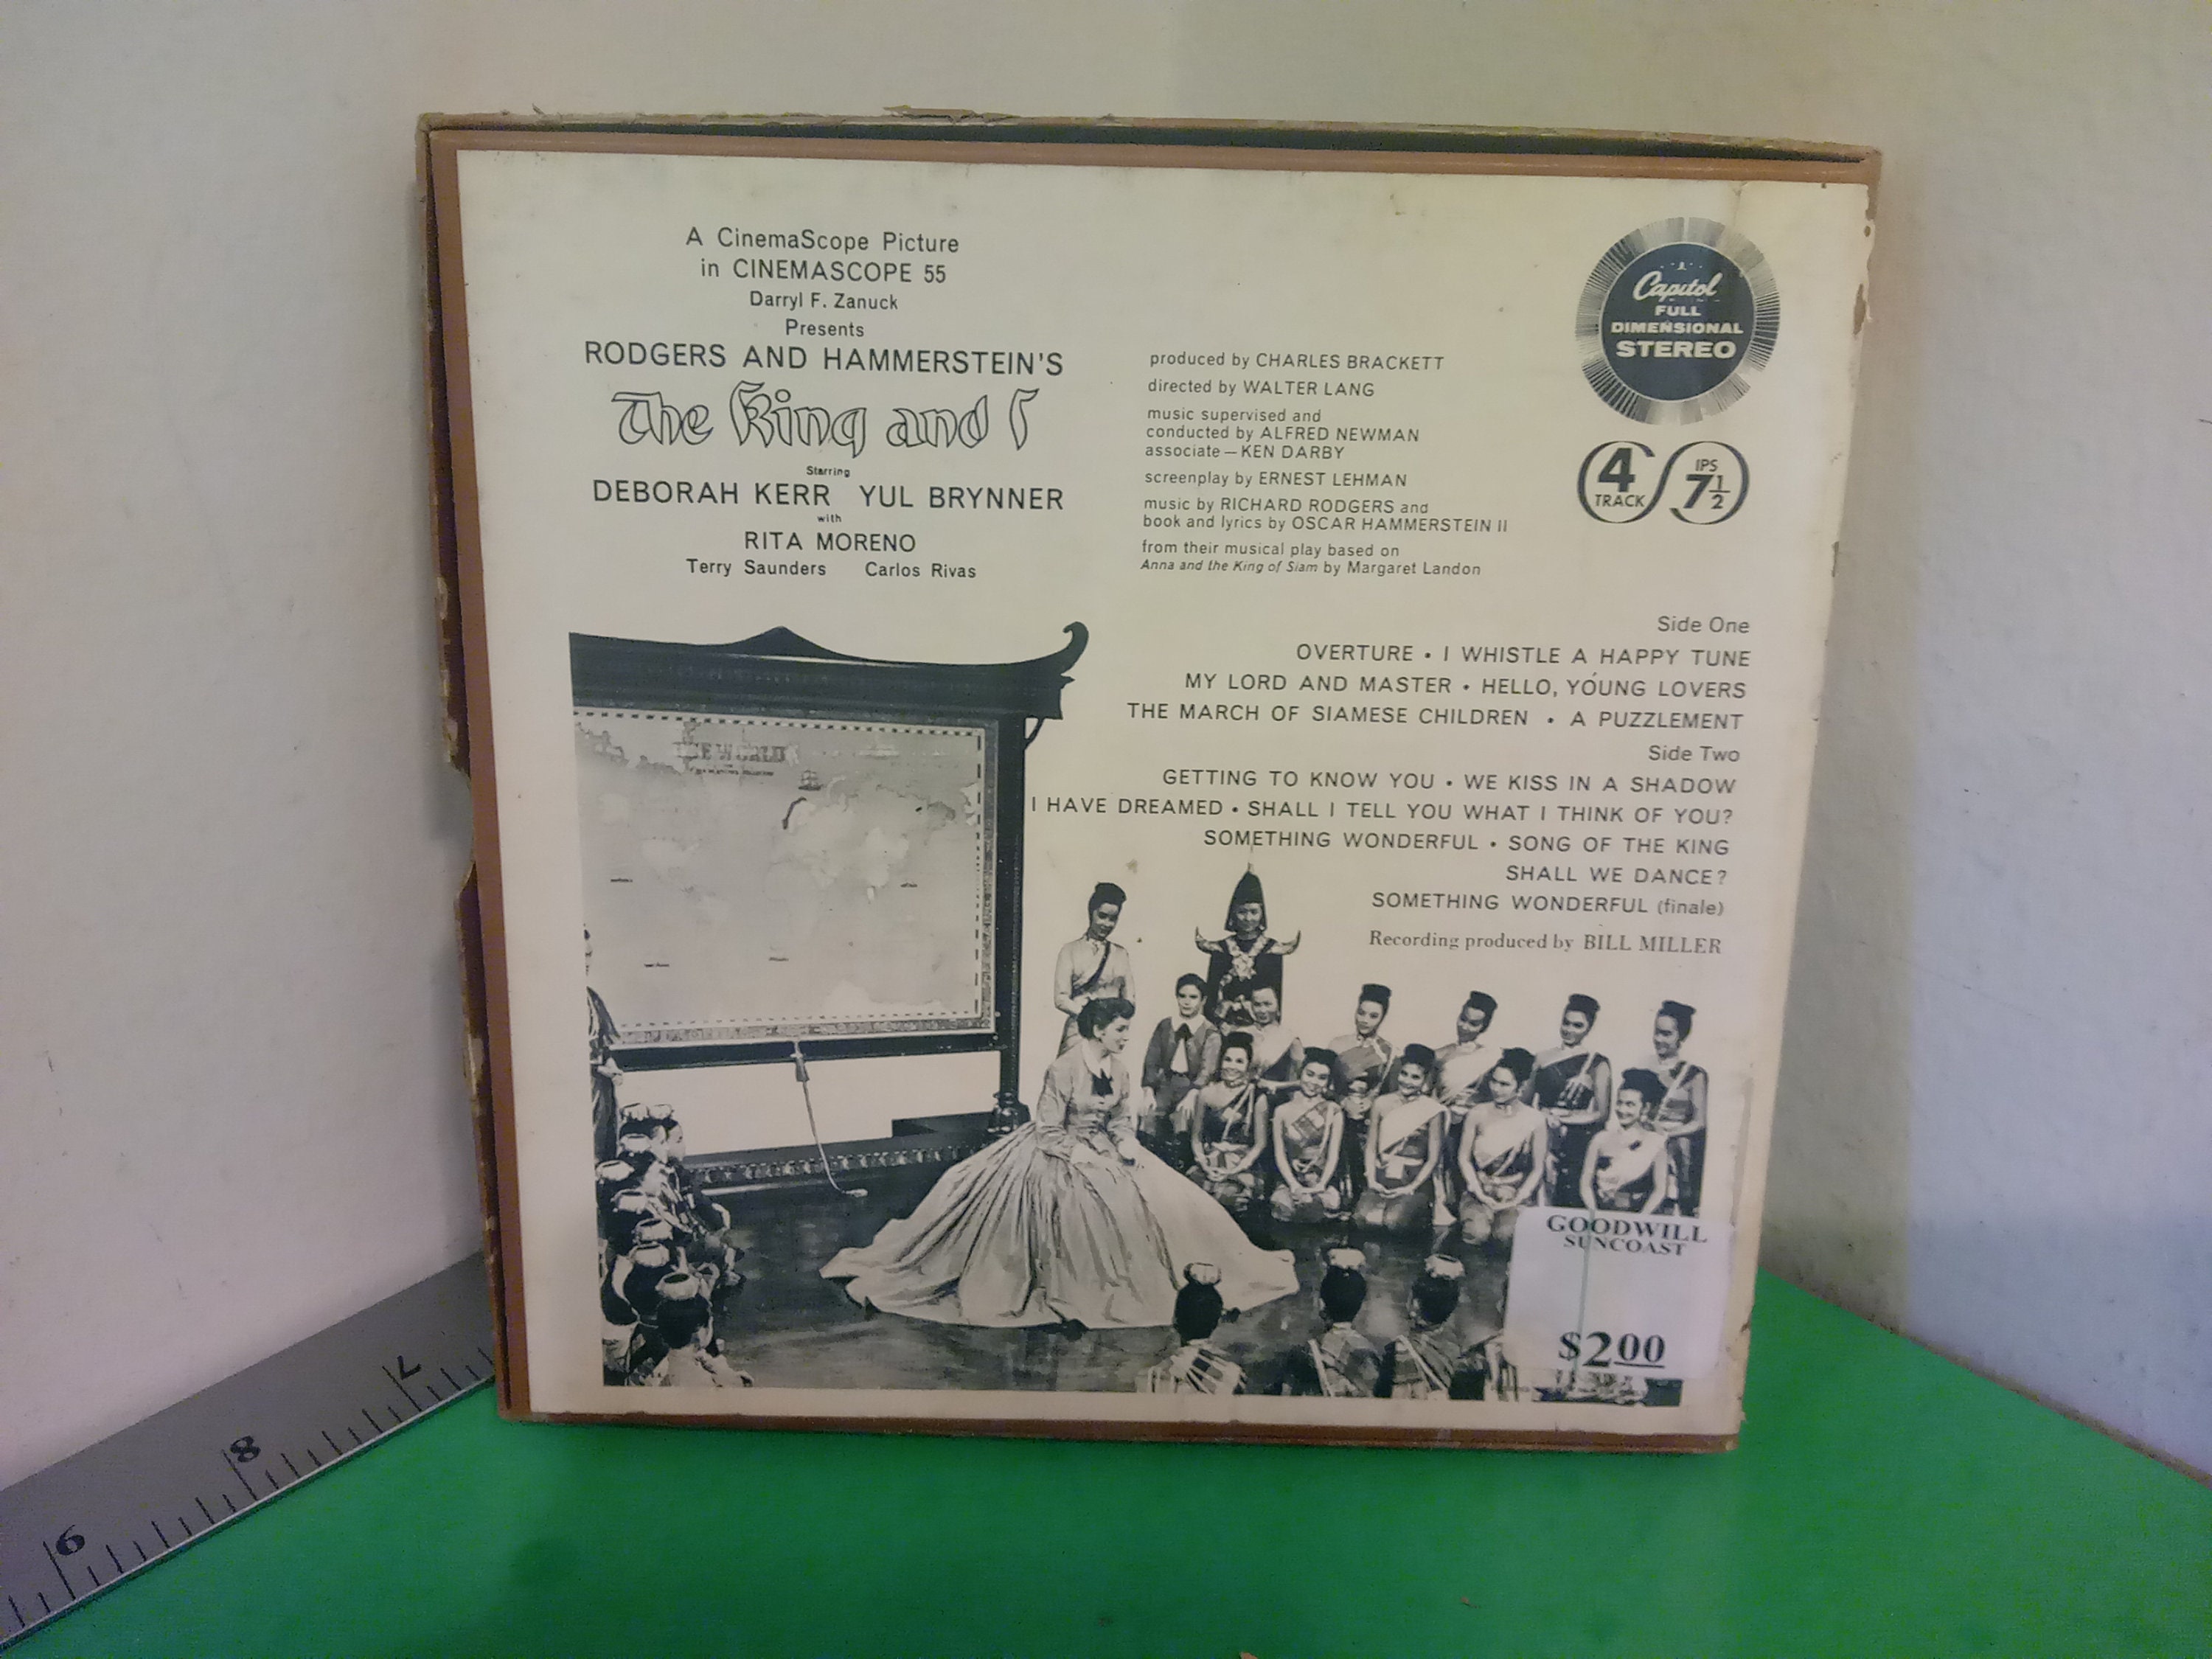 A CinemaScope Picture
in CINEMASCOPE 55
Darryl F. Zanuck
Presents
RODGERS AND HAMMERSTEIN'S
The King and I
Starring
DEBORAH KERR YUL BRYNNER
with
RITA MORENO
Terry Saunders Carlos Rivas
produced by CHARLES BRACKETT
directed by WALTER LANG
music supervised and
conducted by ALFRED NEWMAN
associate — KEN DARBY
screenplay by ERNEST LEHMAN
music by RICHARD RODGERS and
book and lyrics by OSCAR HAMMERSTEIN II
from their musical play based on
Anna and the King of Siam by Margaret Landon
Capitol
FULL
DIMENSIONAL
STEREO
4
TRACK
IPS
7½
Side One
OVERTURE • I WHISTLE A HAPPY TUNE
MY LORD AND MASTER • HELLO, YOUNG LOVERS
THE MARCH OF SIAMESE CHILDREN • A PUZZLEMENT
Side Two
GETTING TO KNOW YOU • WE KISS IN A SHADOW
I HAVE DREAMED • SHALL I TELL YOU WHAT I THINK OF YOU?
SOMETHING WONDERFUL • SONG OF THE KING
SHALL WE DANCE?
SOMETHING WONDERFUL (finale)
Recording produced by BILL MILLER
THE WORLD
GOODWILL
SUNCOAST
$2.00
7
8
9